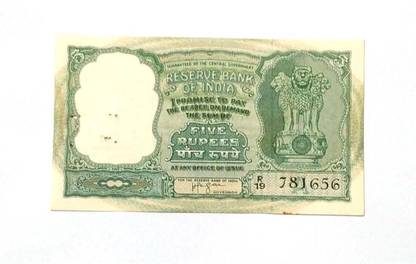 GUARANTEED BY THE CENTRAL GOVERNMENT
RESERVE BANK
OF INDIA
I PROMISE TO PAY
THE BEARER ON DEMAND
THE SUM OF
FIVE
RUPEES
पाँच रुपये
AT ANY OFFICE OF ISSUE
FOR THE RESERVE BANK OF INDIA
GOVERNOR
R/19 781656
5